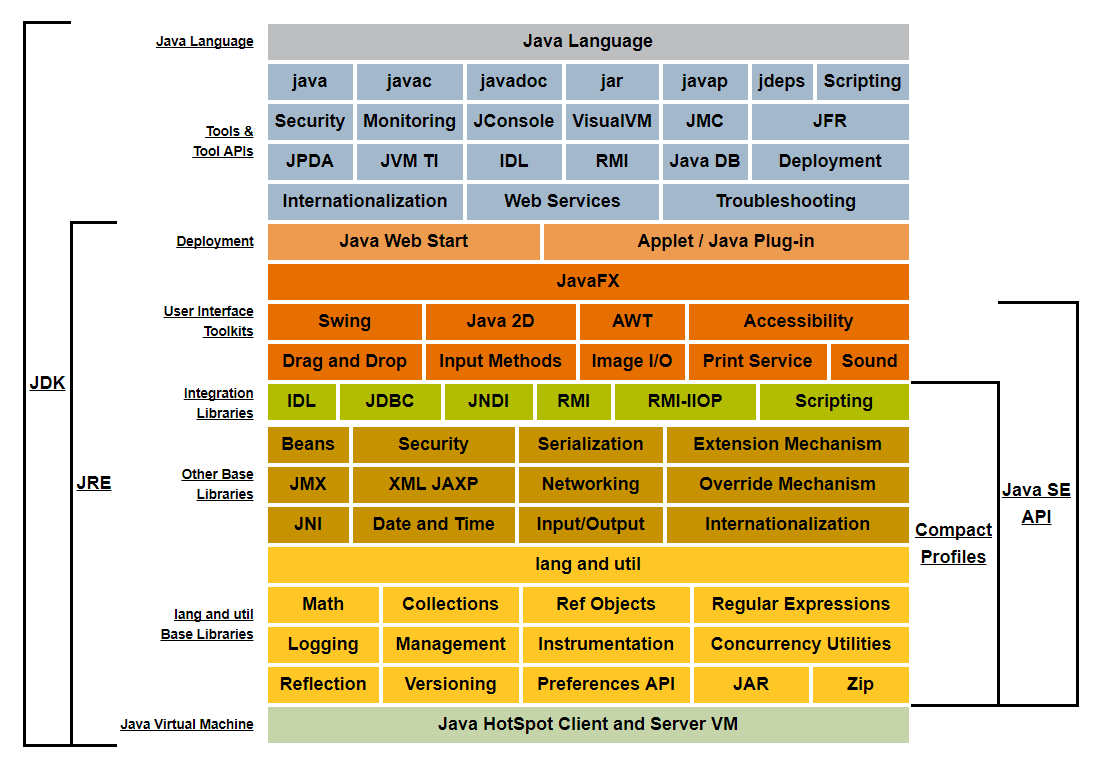 Java Language
Java Language
java javac javadoc jar javap jdeps Scripting
Tools &
Tool APIs
Security Monitoring JConsole VisualVM JMC JFR
JPDA JVM TI IDL RMI Java DB Deployment
Internationalization Web Services Troubleshooting
Deployment
Java Web Start Applet / Java Plug-in
JavaFX
User Interface
Toolkits
Swing Java 2D AWT Accessibility
Drag and Drop Input Methods Image I/O Print Service Sound
JDK
Integration
Libraries
IDL JDBC JNDI RMI RMI-IIOP Scripting
JRE
Other Base
Libraries
Beans Security Serialization Extension Mechanism
JMX XML JAXP Networking Override Mechanism
JNI Date and Time Input/Output Internationalization
Java SE
API
Compact
Profiles
lang and util
lang and util
Base Libraries
Math Collections Ref Objects Regular Expressions
Logging Management Instrumentation Concurrency Utilities
Reflection Versioning Preferences API JAR Zip
Java Virtual Machine
Java HotSpot Client and Server VM